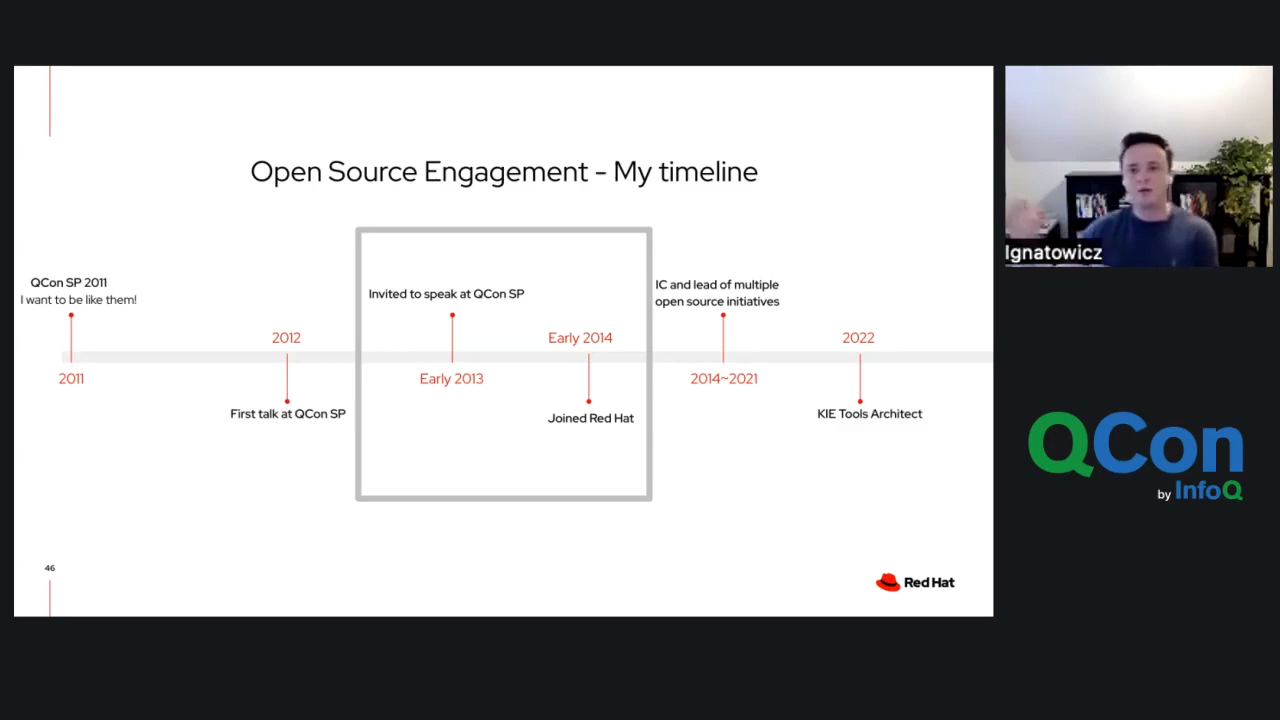 Open Source Engagement - My timeline
QCon SP 2011
I want to be like them!
2011
2012
First talk at QCon SP
Invited to speak at QCon SP
Early 2013
Early 2014
Joined Red Hat
IC and lead of multiple
open source initiatives
2014~2021
2022
KIE Tools Architect
46
Red Hat
Ignatowicz
QCon
by InfoQ